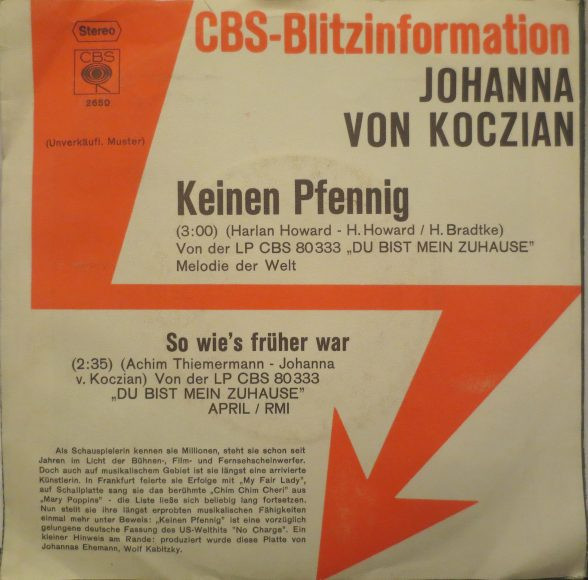 CBS-Blitzinformation
Stereo
CBS
2650
(Unverkäufl. Muster)
JOHANNA
VON KOCZIAN
Keinen Pfennig
(3:00) (Harlan Howard - H. Howard / H. Bradtke)
Von der LP CBS 80333 „DU BIST MEIN ZUHAUSE"
Melodie der Welt
So wie's früher war
(2:35) (Achim Thiemermann - Johanna
v. Koczian) Von der LP CBS 80333
„DU BIST MEIN ZUHAUSE"
APRIL / RMI
Als Schauspielerin kennen sie Millionen, steht sie schon seit
Jahren im Licht der Bühnen-, Film- und Fernsehscheinwerfer.
Doch auch auf musikalischem Gebiet ist sie längst eine arrivierte
Künstlerin. In Frankfurt feierte sie Erfolge mit „My Fair Lady",
auf Schallplatte sang sie das berühmte „Chim Chim Cheri" aus
„Mary Poppins" - die Liste ließe sich beliebig lang fortsetzen.
Nun stellt sie ihre längst erprobten musikalischen Fähigkeiten
einmal mehr unter Beweis: „Keinen Pfennig" ist eine vorzüglich
gelungene deutsche Fassung des US-Welthits "No Charge". Ein
kleiner Hinweis am Rande: produziert wurde diese Platte von
Johannas Ehemann, Wolf Kabitzky.